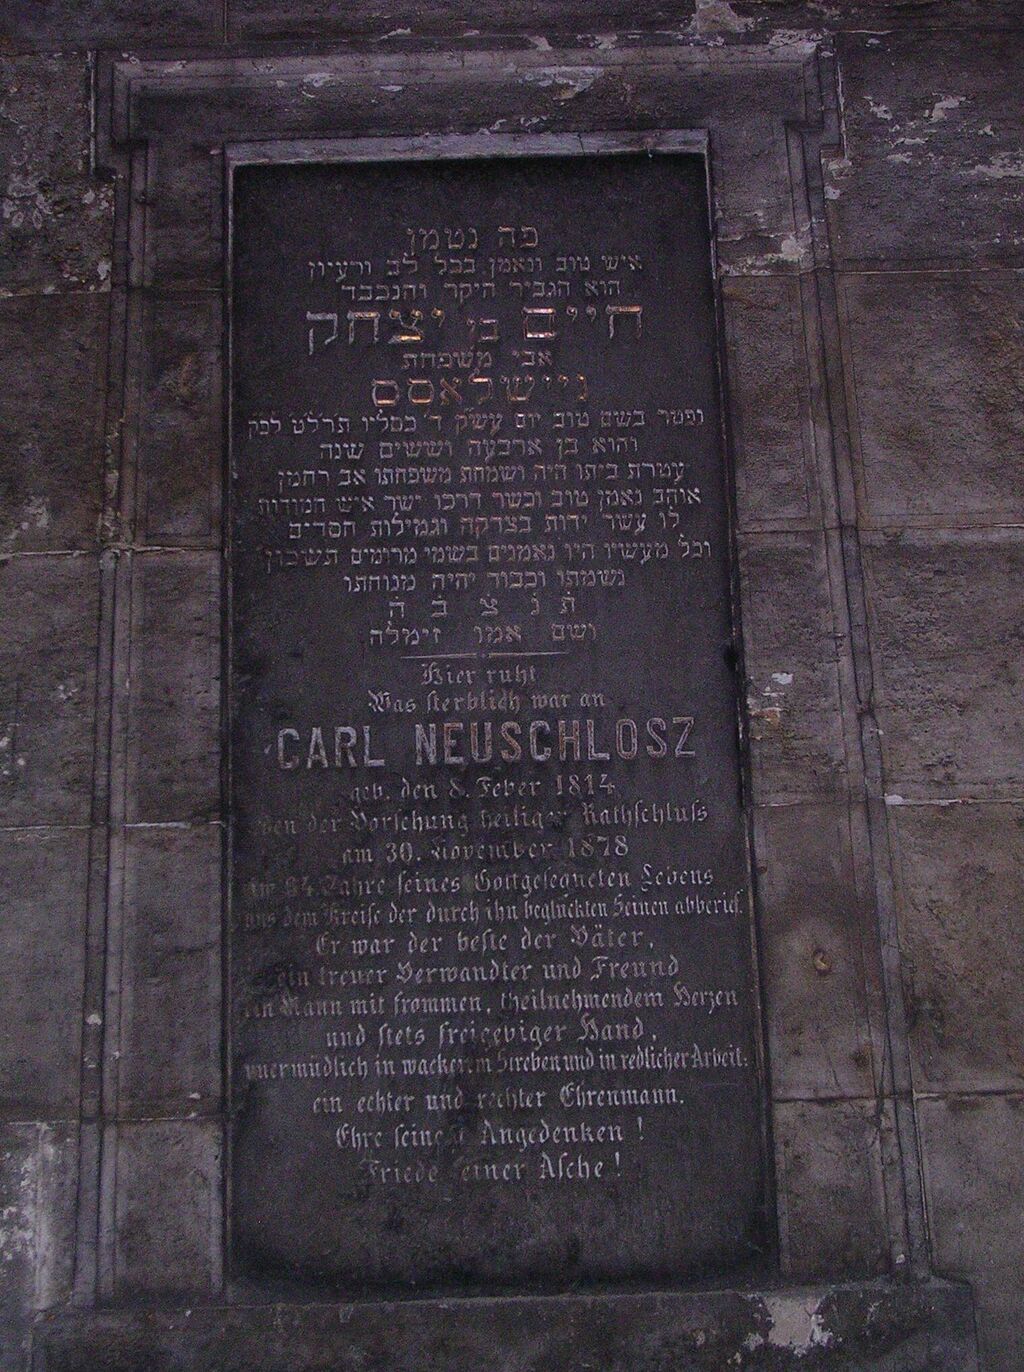 פה נטמן
איש טוב ונאמן בכל לב ורעיון
הוא הגביר היקר והנכבד
חיים בן יצחק
אבי משפחת
ניישלאסס
נפטר בשם טוב יום עש״ק ד׳ כסליו תרל״ט לפ״ק
והוא בן ארבעה וששים שנה
עטרת ביתו היה ושמחת משפחתו אב רחמן
אוהב נאמן טוב וכשר דרכו ישר איש חמודות
לו עשר ידות בצדקה וגמילות חסדים
וכל מעשיו היו נאמנים בשמי מרומים תשכון
נשמתו וכבוד יהיה מנוחתו
ת נ צ ב ה
ושם אמו זימלה
Hier ruht
Was sterblich war an
CARL NEUSCHLOSZ
geb. den 8. Feber 1814.
den der Vorsehung heiliger Rathschluss
am 30. November 1878
im 64. Jahre seines Gottgesegneten Lebens
aus dem Kreise der durch ihn beglückten Seinen abberief.
Er war der beste der Väter,
ein treuer Verwandter und Freund
ein Mann mit frommen, theilnehmendem Herzen
und stets freigebiger Hand,
unermüdlich in wackerem Streben und in redlicher Arbeit:
ein echter und rechter Ehrenmann.
Ehre seinem Angedenken!
Friede seiner Asche!